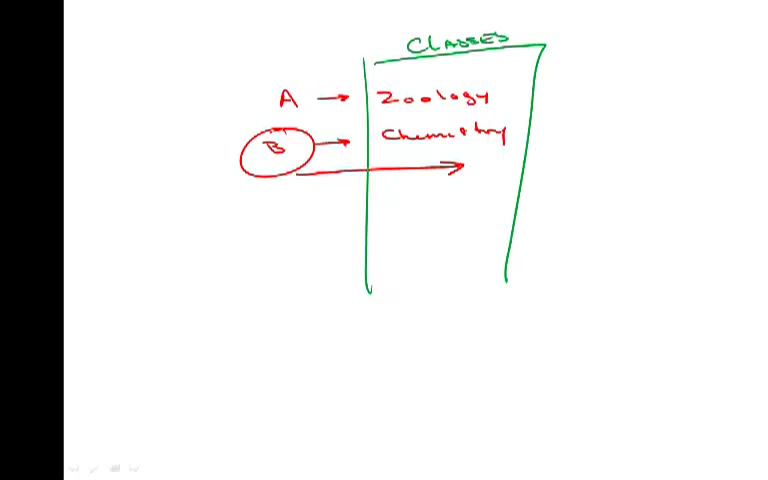 CLASSES
A → Zoology
B → Chemistry